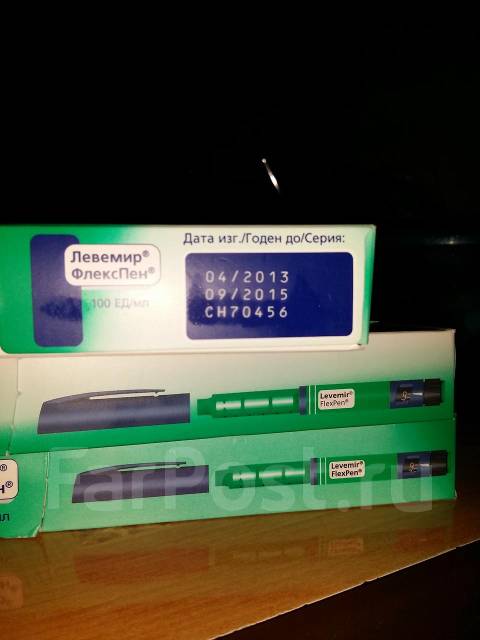 Левемир®
ФлексПен®
100 ЕД/мл
Дата изг./Годен до/Серия:
04/2013
09/2015
CH70456
Levemir®
FlexPen®
Levemir®
FlexPen®
FarPost.ru